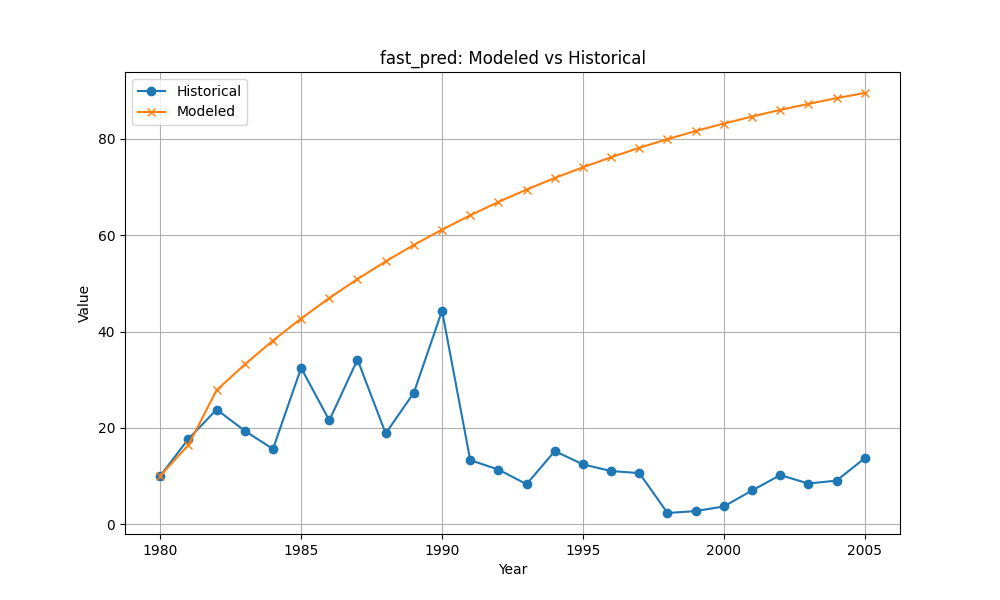 fast_pred: Modeled vs Historical
Historical
Modeled
Value
80
60
40
20
0
1980 1985 1990 1995 2000 2005
Year